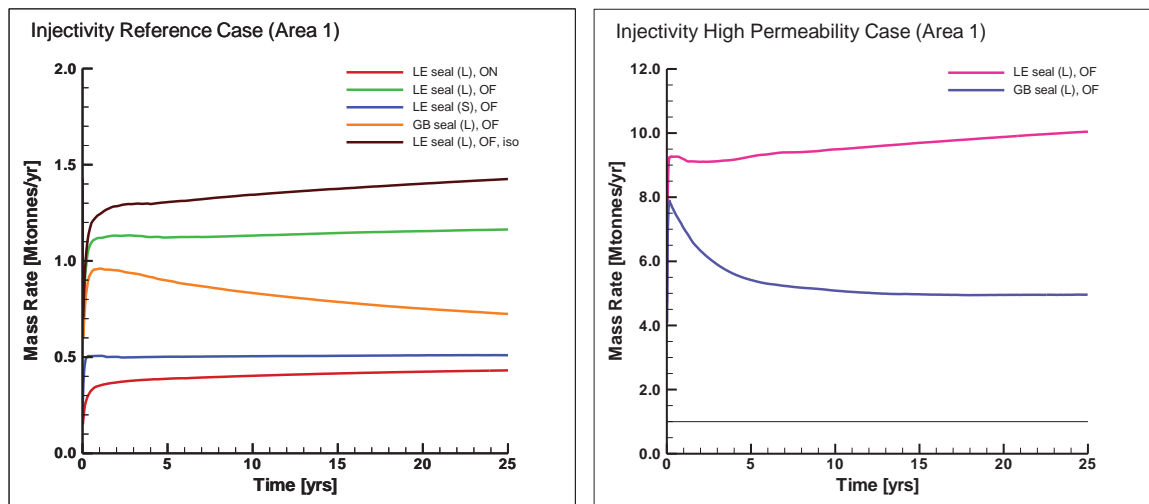 Injectivity Reference Case (Area 1)
2.0
1.5
1.0
0.5
0.0
Mass Rate [Mtonnes/yr]
LE seal (L), ON
LE seal (L), OF
LE seal (S), OF
GB seal (L), OF
LE seal (L), OF, iso
0 5 10 15 20 25
Time [yrs]
Injectivity High Permeability Case (Area 1)
12.0
10.0
8.0
6.0
4.0
2.0
0.0
Mass Rate [Mtonnes/yr]
LE seal (L), OF
GB seal (L), OF
0 5 10 15 20 25
Time [yrs]